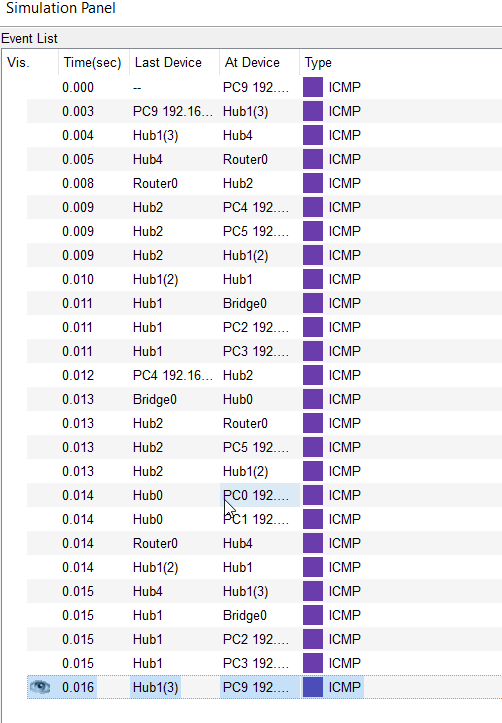 Simulation Panel
Event List
Vis. Time(sec) Last Device At Device Type
0.000 -- PC9 192.... ICMP
0.003 PC9 192.16... Hub1(3) ICMP
0.004 Hub1(3) Hub4 ICMP
0.005 Hub4 Router0 ICMP
0.008 Router0 Hub2 ICMP
0.009 Hub2 PC4 192.... ICMP
0.009 Hub2 PC5 192.... ICMP
0.009 Hub2 Hub1(2) ICMP
0.010 Hub1(2) Hub1 ICMP
0.011 Hub1 Bridge0 ICMP
0.011 Hub1 PC2 192.... ICMP
0.011 Hub1 PC3 192.... ICMP
0.012 PC4 192.16... Hub2 ICMP
0.013 Bridge0 Hub0 ICMP
0.013 Hub2 Router0 ICMP
0.013 Hub2 PC5 192.... ICMP
0.013 Hub2 Hub1(2) ICMP
0.014 Hub0 PC0 192.... ICMP
0.014 Hub0 PC1 192.... ICMP
0.014 Router0 Hub4 ICMP
0.014 Hub1(2) Hub1 ICMP
0.015 Hub4 Hub1(3) ICMP
0.015 Hub1 Bridge0 ICMP
0.015 Hub1 PC2 192.... ICMP
0.015 Hub1 PC3 192.... ICMP
0.016 Hub1(3) PC9 192.... ICMP